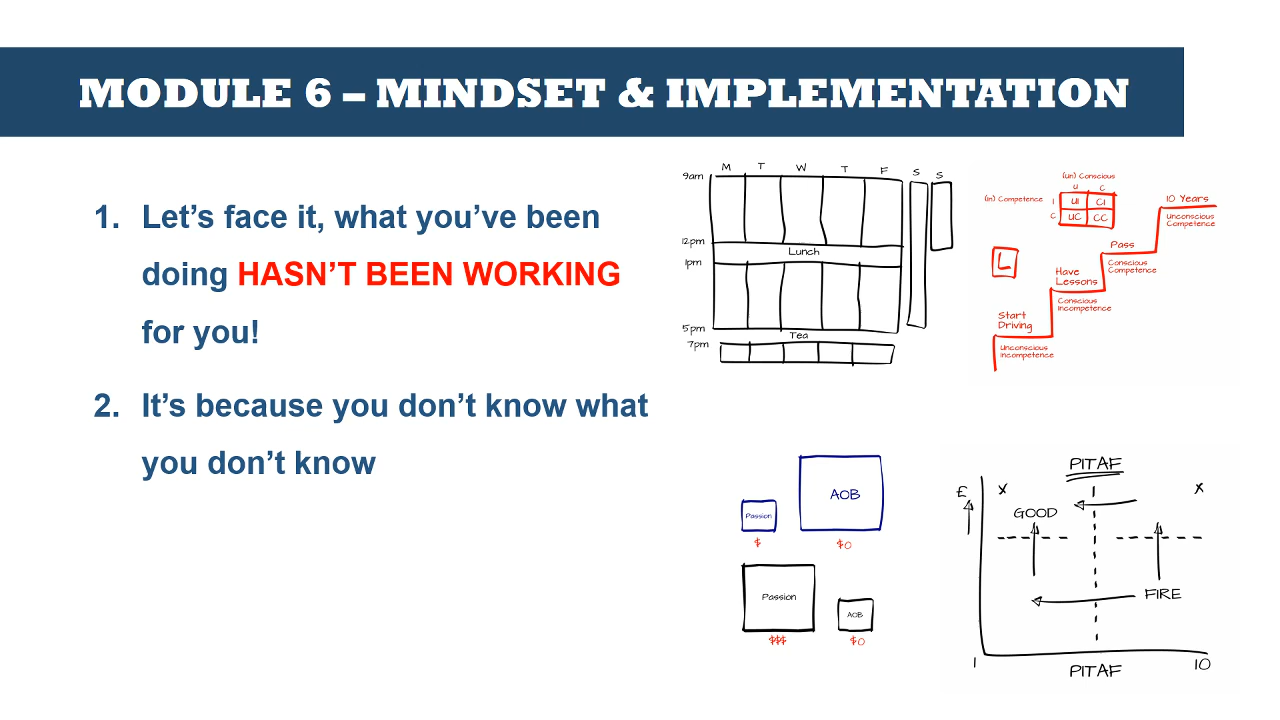 MODULE 6 – MINDSET & IMPLEMENTATION
1. Let’s face it, what you’ve been
doing HASN’T BEEN WORKING
for you!
2. It’s because you don’t know what
you don’t know
M T W T F S S
9am
12pm
Lunch
1pm
5pm
Tea
7pm
(un) Conscious
U C
(in) Competence
I UI CI
C UC CC
L
10 Years
Unconscious
Competence
Pass
Conscious
Competence
Have
Lessons
Conscious
Incompetence
Start
Driving
Unconscious
incompetence
Passion
AOB
$ $0
Passion
AOB
$$$ $0
PITAF
£ X X
GOOD
FIRE
1 PITAF 10